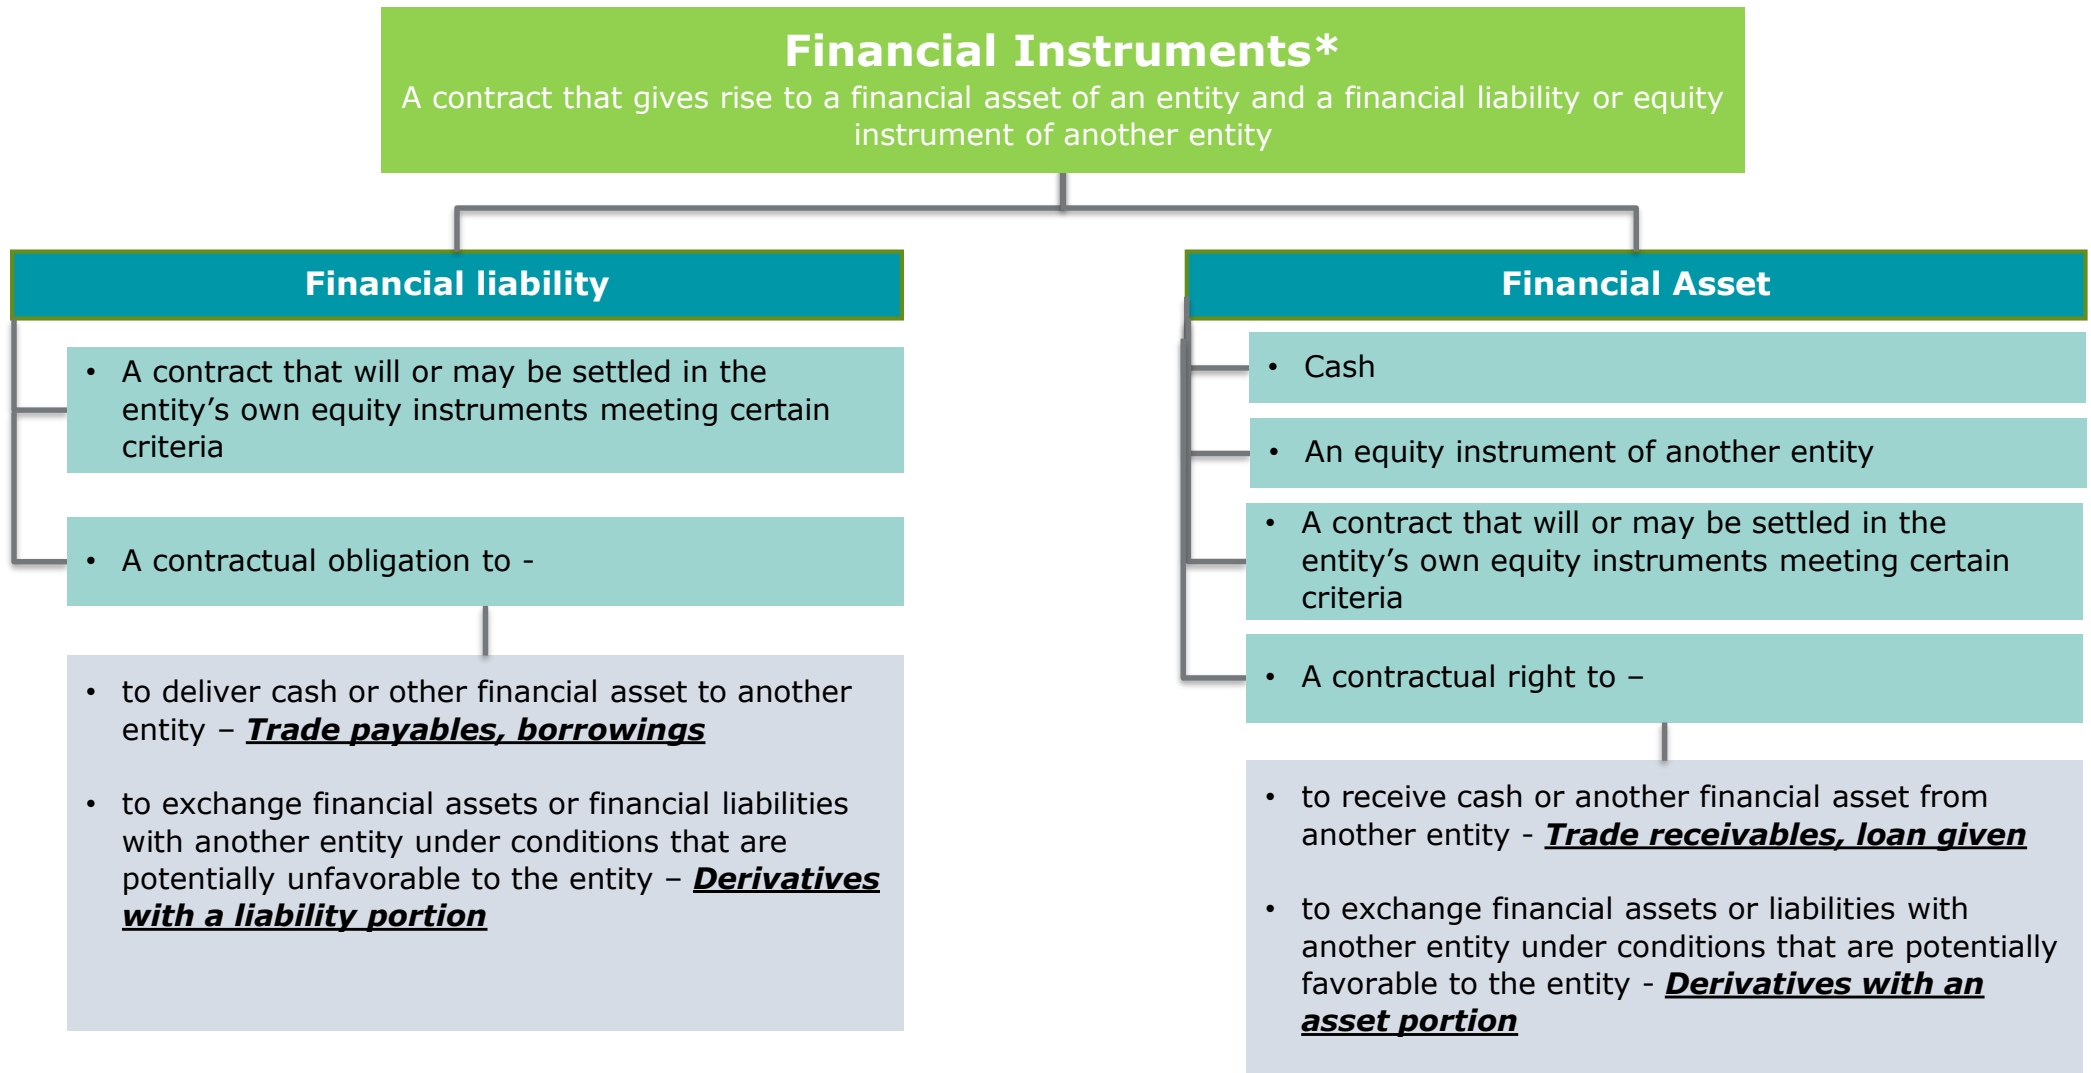 Financial Instruments*
A contract that gives rise to a financial asset of an entity and a financial liability or equity
instrument of another entity
Financial liability
• A contract that will or may be settled in the
entity’s own equity instruments meeting certain
criteria
• A contractual obligation to -
• to deliver cash or other financial asset to another
entity – Trade payables, borrowings
• to exchange financial assets or financial liabilities
with another entity under conditions that are
potentially unfavorable to the entity – Derivatives
with a liability portion
Financial Asset
• Cash
• An equity instrument of another entity
• A contract that will or may be settled in the
entity’s own equity instruments meeting certain
criteria
• A contractual right to –
• to receive cash or another financial asset from
another entity - Trade receivables, loan given
• to exchange financial assets or liabilities with
another entity under conditions that are potentially
favorable to the entity - Derivatives with an
asset portion